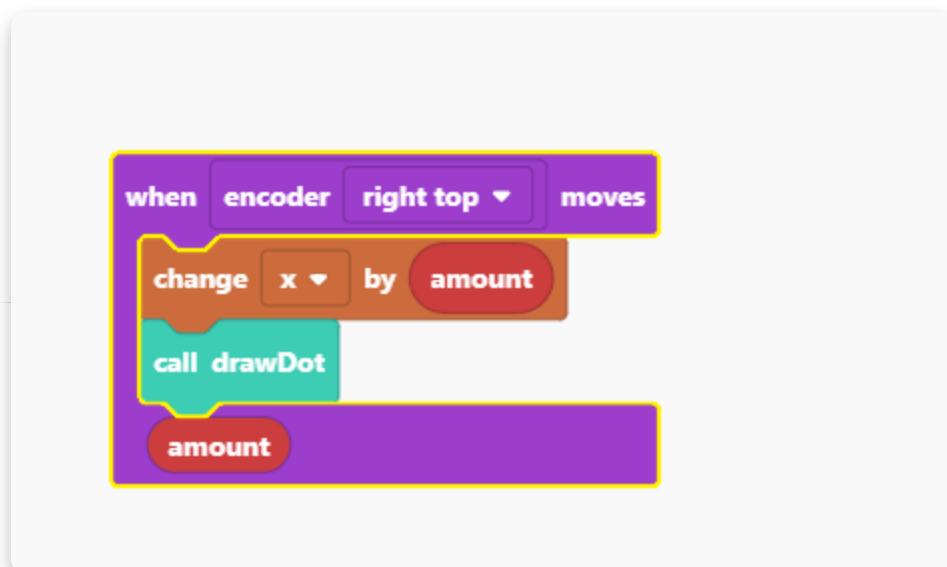 when encoder right top moves
change x by amount
call drawDot
amount